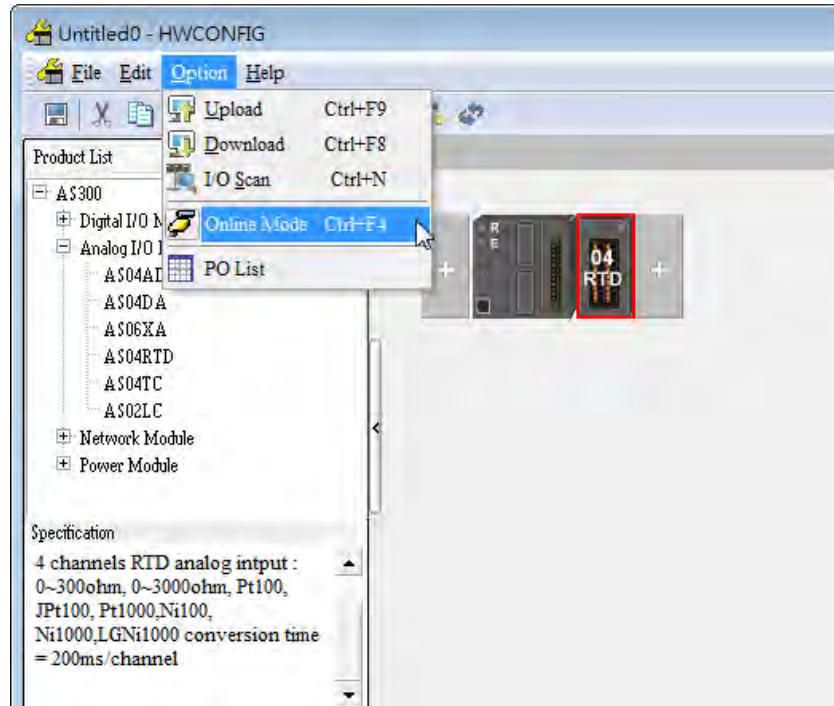 Untitled0 - HWCONFIG
File Edit Option Help
Upload Ctrl+F9
Download Ctrl+F8
I/O Scan Ctrl+N
Online Mode Ctrl+F4
PO List
Product List
AS300
Digital I/O
Analog I/O
AS04AD
AS04DA
AS06XA
AS04RTD
AS04TC
AS02LC
Network Module
Power Module
Specification
4 channels RTD analog intput :
0~300ohm, 0~3000ohm, Pt100,
JPt100, Pt1000,Ni100,
Ni1000,LGNi1000 conversion time
= 200ms/channel
R
E
04
RTD
+
+